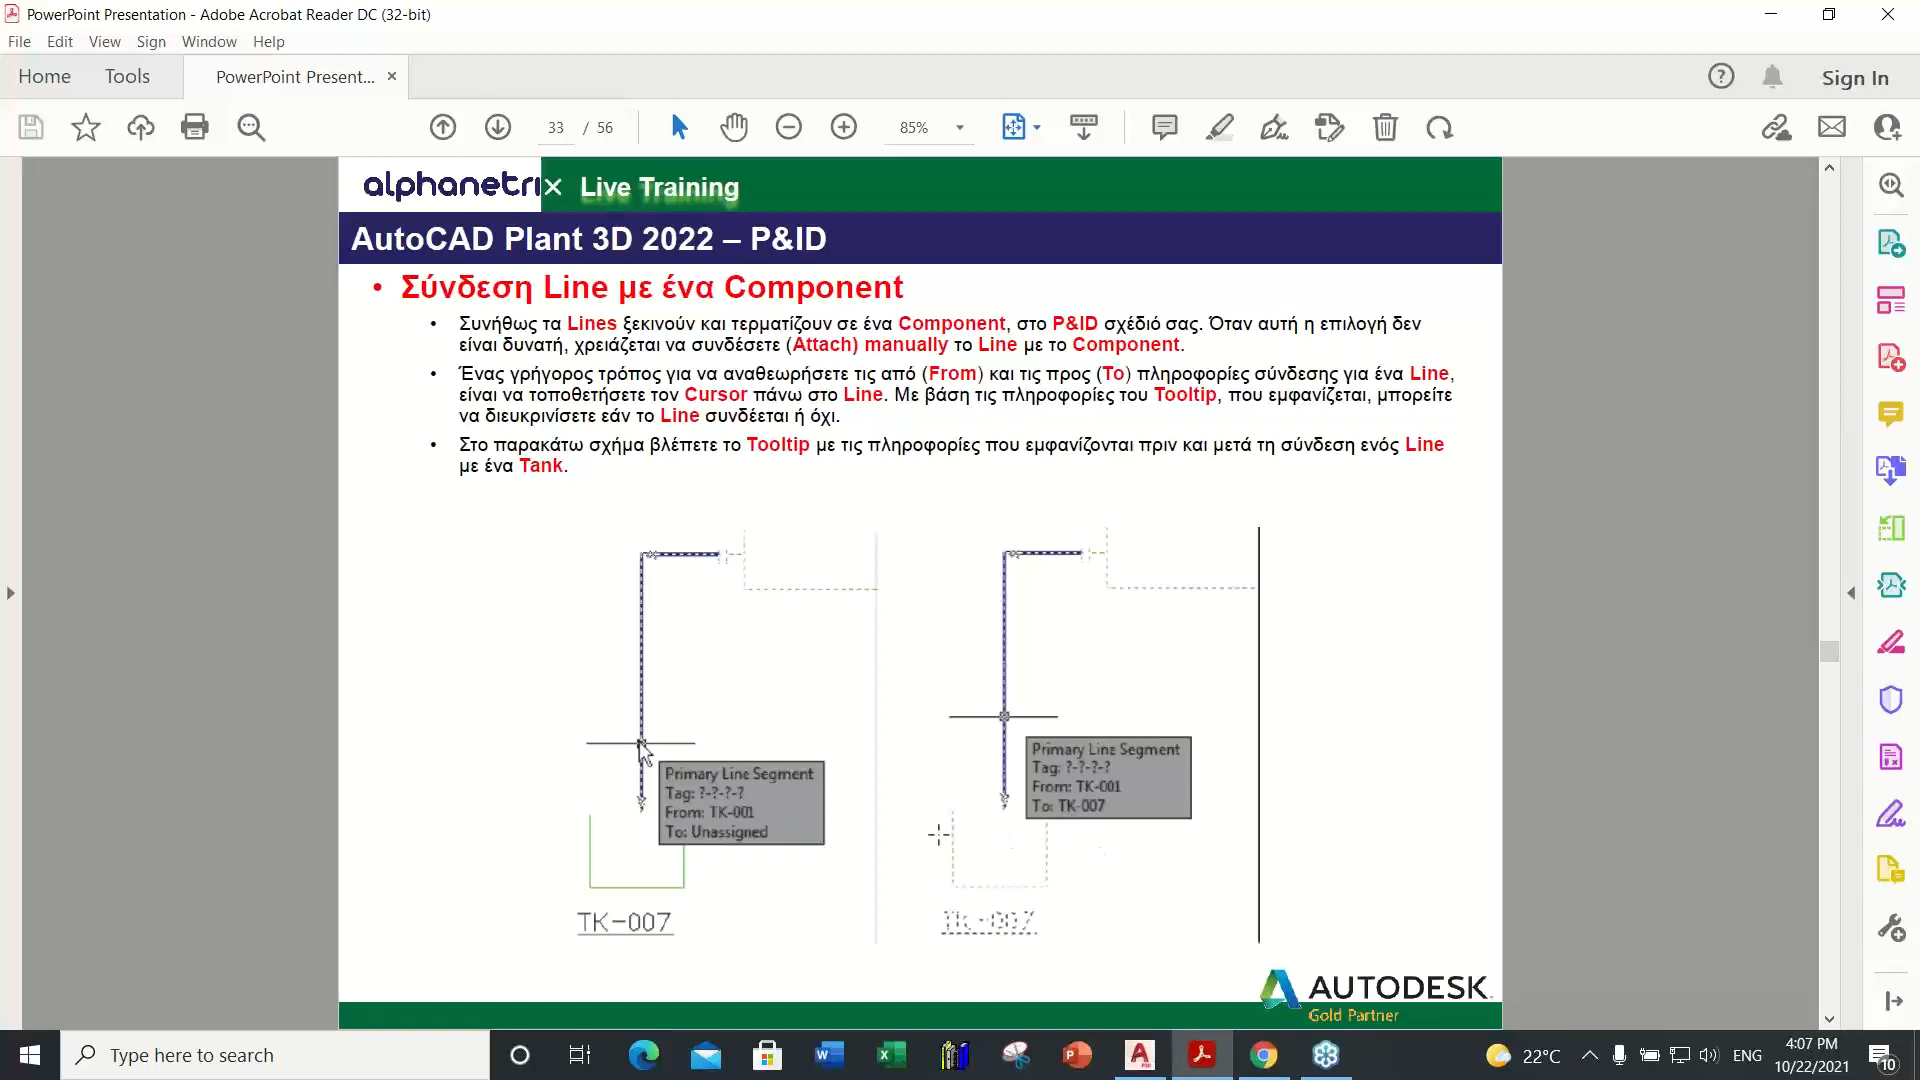 PowerPoint Presentation - Adobe Acrobat Reader DC (32-bit)
File Edit View Sign Window Help
Home Tools PowerPoint Present... × Sign In
33 / 56 85%
alphanetri × Live Training
AutoCAD Plant 3D 2022 – P&ID
• Σύνδεση Line με ένα Component
• Συνήθως τα Lines ξεκινούν και τερματίζουν σε ένα Component, στο P&ID σχέδιό σας. Όταν αυτή η επιλογή δεν
είναι δυνατή, χρειάζεται να συνδέσετε (Attach) manually το Line με το Component.
• Ένας γρήγορος τρόπος για να αναθεωρήσετε τις από (From) και τις προς (To) πληροφορίες σύνδεσης για ένα Line,
είναι να τοποθετήσετε τον Cursor πάνω στο Line. Με βάση τις πληροφορίες του Tooltip, που εμφανίζεται, μπορείτε
να διευκρινίσετε εάν το Line συνδέεται ή όχι.
• Στο παρακάτω σχήμα βλέπετε το Tooltip με τις πληροφορίες που εμφανίζονται πριν και μετά τη σύνδεση ενός Line
με ένα Tank.
Primary Line Segment
Tag: ?-?-?-?
From: TK-001
To: Unassigned
TK-007
Primary Line Segment
Tag: ?-?-?-?
From: TK-001
To: TK-007
TK-007
AUTODESK
Gold Partner
Type here to search
22°C ENG
4:07 PM
10/22/2021
10